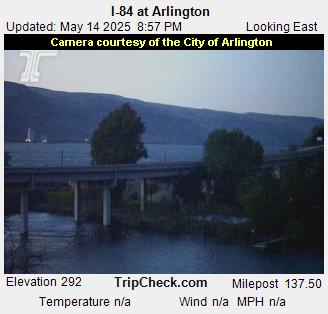 I-84 at Arlington
Updated: May 14 2025 8:57 PM Looking East
Camera courtesy of the City of Arlington
Elevation 292 TripCheck.com Milepost 137.50
Temperature n/a Wind n/a MPH n/a